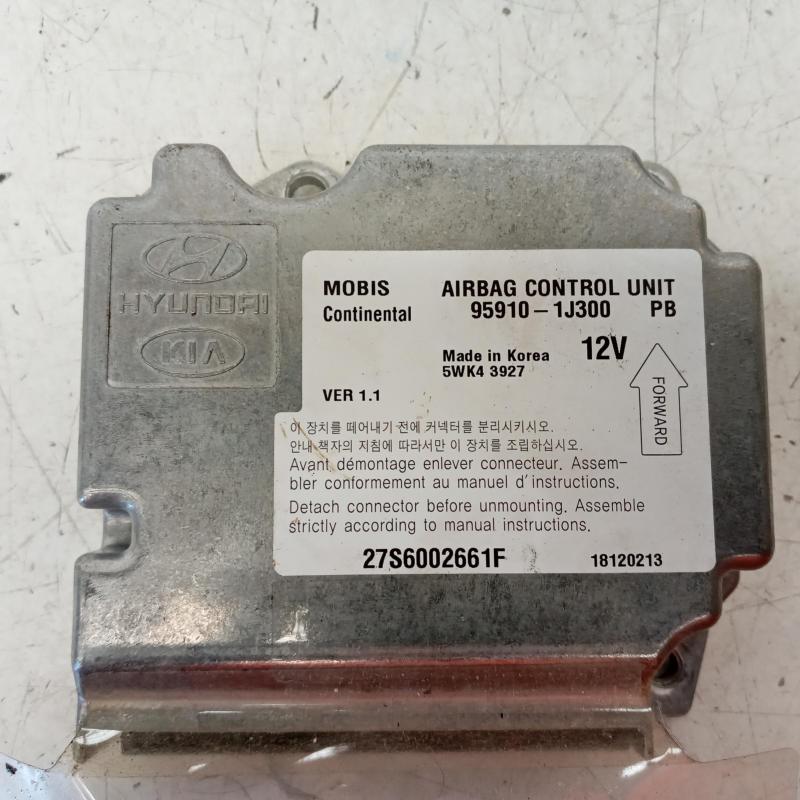 HYUNDAI
KIA
MOBIS AIRBAG CONTROL UNIT
Continental 95910-1J300 PB
Made in Korea 12V
5WK4 3927
VER 1.1
FORWARD
이 장치를 떼어내기 전에 커넥터를 분리시키시오.
안내 책자의 지침에 따라서만 이 장치를 조립하십시오.
Avant démontage enlever connecteur. Assem-
bler conformement au manuel d'instructions.
Detach connector before unmounting. Assemble
strictly according to manual instructions.
27S6002661F 18120213